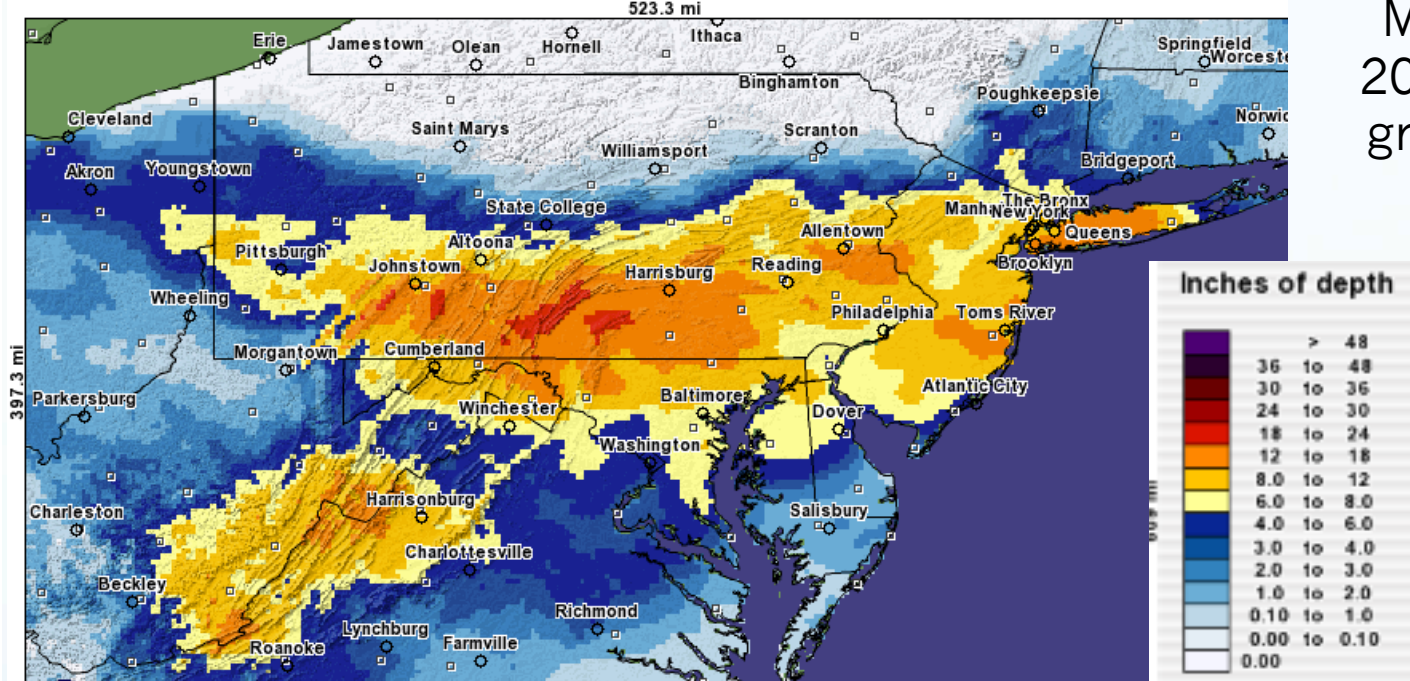 523.3 mi
M
20
gr
Erie
Jamestown
Olean
Hornell
Ithaca
Binghamton
Springfield
Worceste
Poughkeepsie
Cleveland
Saint Marys
Scranton
Norwic
Williamsport
Bridgeport
Akron
Youngstown
State College
The Bronx
Manh
New York
Queens
Brooklyn
Allentown
Altoona
Pittsburgh
Johnstown
Harrisburg
Reading
Wheeling
Philadelphia
Toms River
Morgantown
Cumberland
397.3 mi
Parkersburg
Winchester
Baltimore
Atlantic City
Dover
Washington
Charleston
Harrisonburg
Salisbury
Charlottesville
Beckley
Richmond
Roanoke
Lynchburg
Farmville
Inches of depth
> 48
36 to 48
30 to 36
24 to 30
18 to 24
12 to 18
8.0 to 12
6.0 to 8.0
4.0 to 6.0
3.0 to 4.0
2.0 to 3.0
1.0 to 2.0
0.10 to 1.0
0.00 to 0.10
0.00